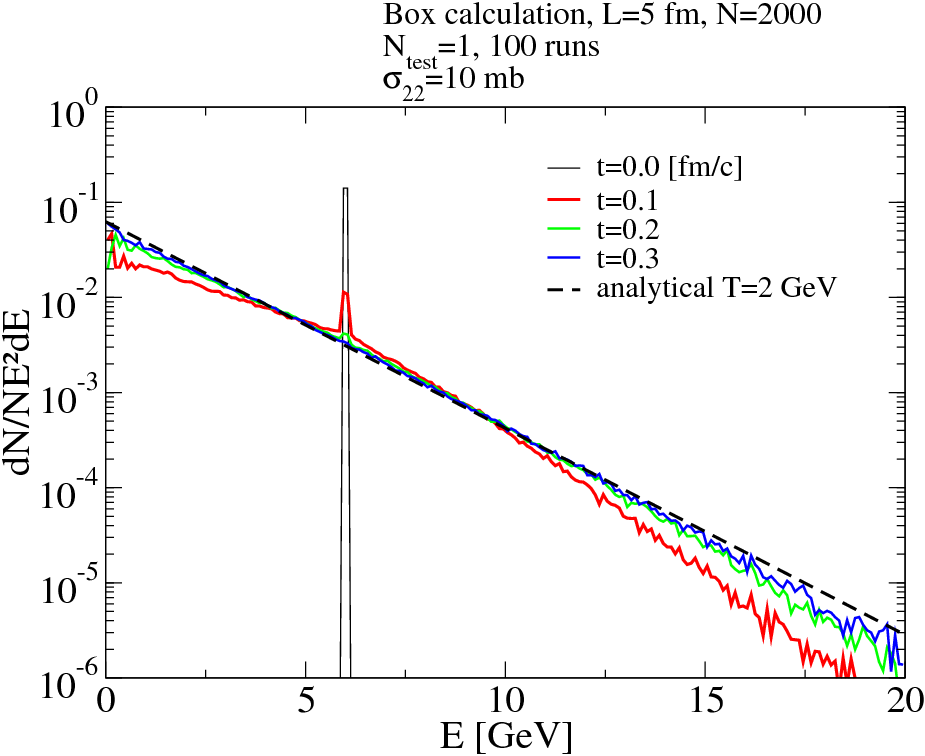 Box calculation, L=5 fm, N=2000
N_test=1, 100 runs
σ_22=10 mb
10^0
10^-1
10^-2
10^-3
10^-4
10^-5
10^-6
dN/NE²dE
t=0.0 [fm/c]
t=0.1
t=0.2
t=0.3
analytical T=2 GeV
0 5 10 15 20
E [GeV]